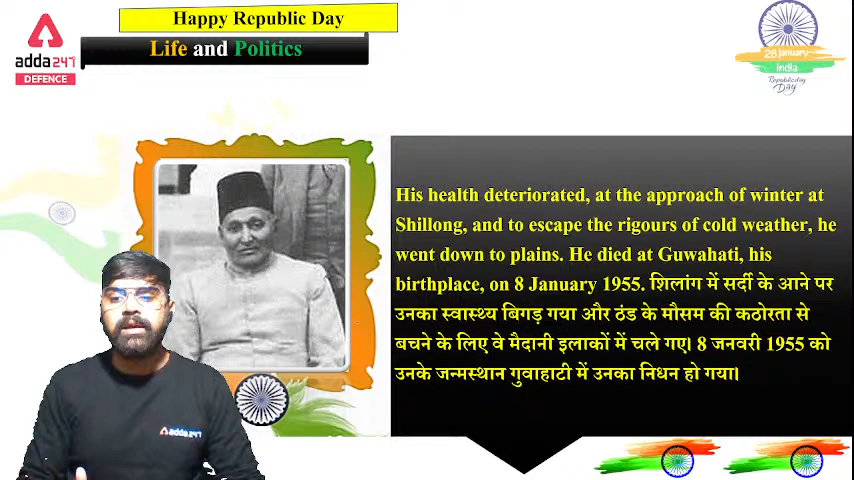 Happy Republic Day
Life and Politics
adda247
DEFENCE
26 January
India
Republic day
Day
His health deteriorated, at the approach of winter at
Shillong, and to escape the rigours of cold weather, he
went down to plains. He died at Guwahati, his
birthplace, on 8 January 1955. शिलांग में सर्दी के आने पर
उनका स्वास्थ्य बिगड़ गया और ठंड के मौसम की कठोरता से
बचने के लिए वे मैदानी इलाकों में चले गए। 8 जनवरी 1955 को
उनके जन्मस्थान गुवाहाटी में उनका निधन हो गया।
adda247